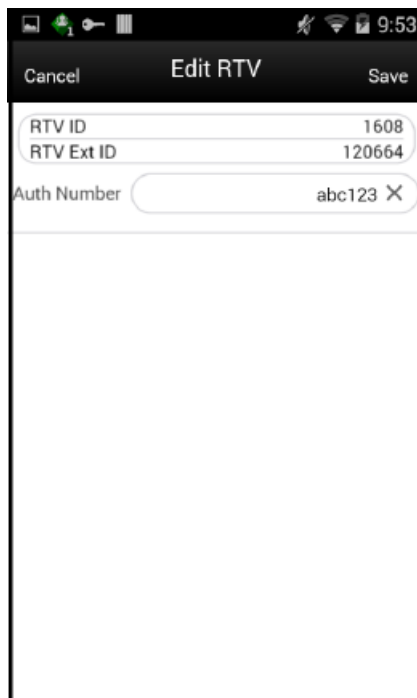 9:53
Cancel Edit RTV Save
RTV ID 1608
RTV Ext ID 120664
Auth Number abc123